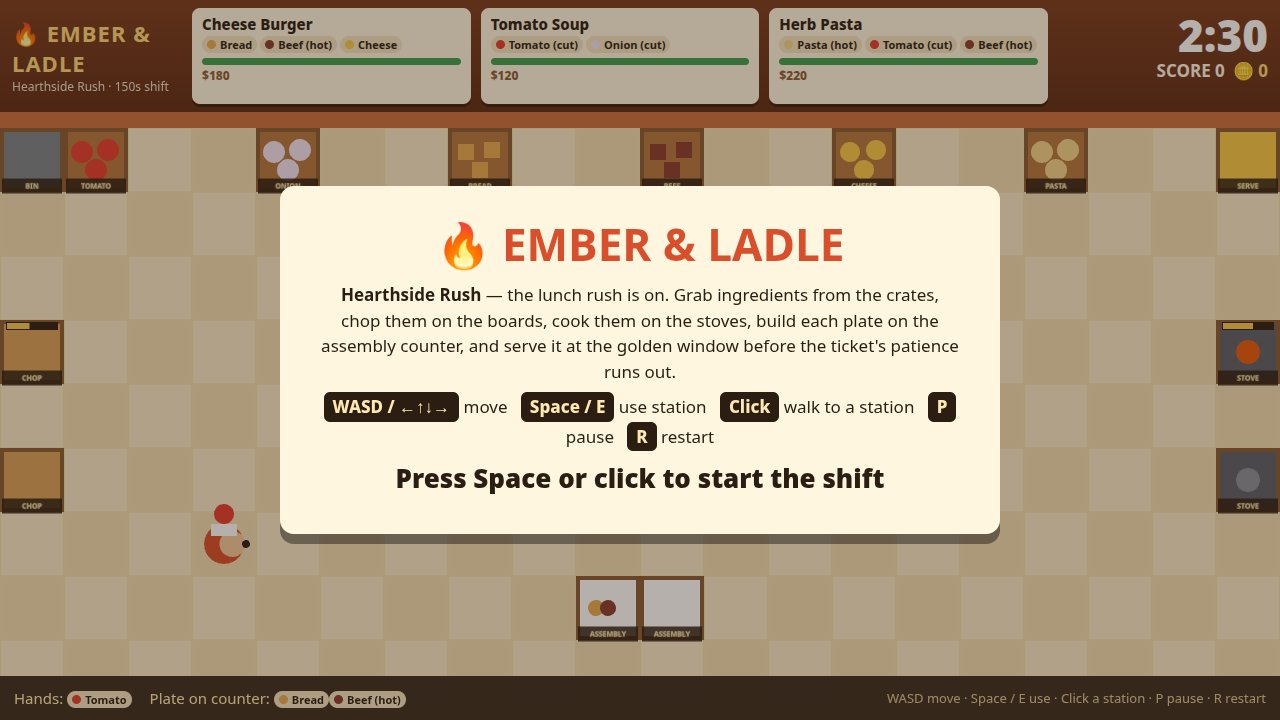 🔥 EMBER &
LADLE
Hearthside Rush · 150s shift
Cheese Burger
Bread Beef (hot) Cheese
$180
Tomato Soup
Tomato (cut) Onion (cut)
$120
Herb Pasta
Pasta (hot) Tomato (cut) Beef (hot)
$220
2:30
SCORE 0 🪙 0
BIN TOMATO ONION BREAD BEEF CHEESE PASTA SERVE
🔥 EMBER & LADLE
Hearthside Rush — the lunch rush is on. Grab ingredients from the crates,
chop them on the boards, cook them on the stoves, build each plate on the
assembly counter, and serve it at the golden window before the ticket's patience
runs out.
WASD / ←↑↓→ move Space / E use station Click walk to a station P
pause R restart
Press Space or click to start the shift
CHOP STOVE
CHOP STOVE
ASSEMBLY ASSEMBLY
Hands: Tomato Plate on counter: Bread Beef (hot)
WASD move · Space / E use · Click a station · P pause · R restart